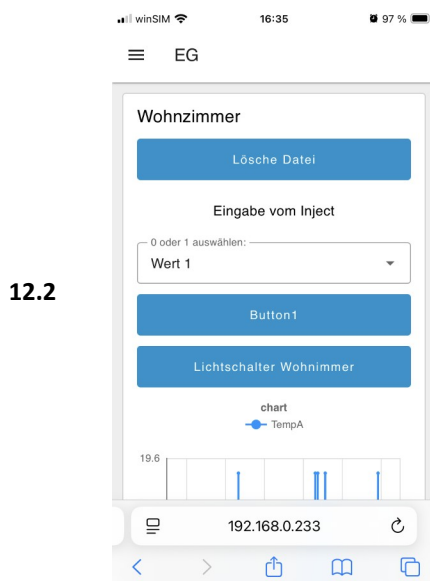 winSIM 16:35 97 %
EG
Wohnzimmer
Lösche Datei
Eingabe vom Inject
0 oder 1 auswählen:
Wert 1
12.2
Button1
Lichtschalter Wohnimmer
chart
TempA
19.6
192.168.0.233